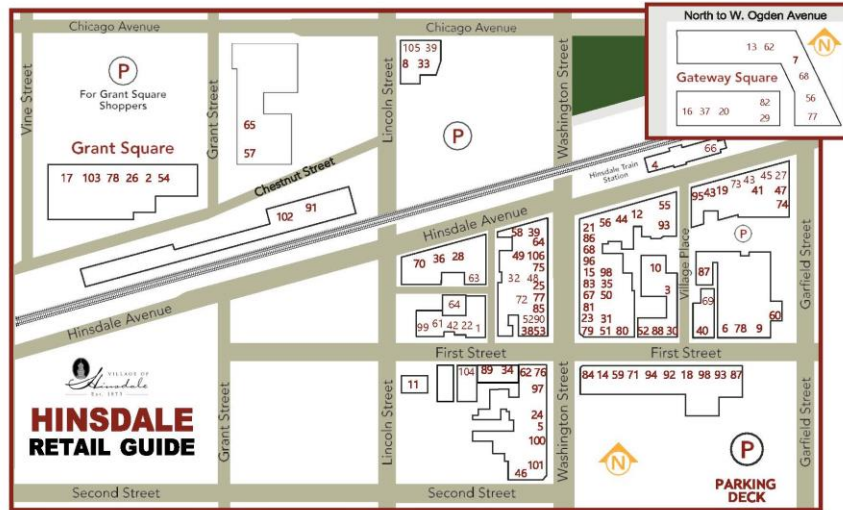 Chicago Avenue
Chicago Avenue
North to W. Ogden Avenue
N
13 62
7
Gateway Square
68
16 37 20
82
29
56
77
Vine Street
P
For Grant Square
Shoppers
Grant Square
17 103 78 26 2 54
Grant Street
65
57
Chestnut Street
102 91
Lincoln Street
105 39
8 33
P
Washington Street
Hinsdale Train
Station
4
66
Hinsdale Avenue
Hinsdale Avenue
70 36 28
63
64
99 61 42 22 1
58 39
64
49 106
75
32 48
25
72 77
85
5290
3853
21 56 44 12 55
86 93
68
96
15 98
83 35
67 50
81
23 31
79 51 80
10
3
52 88 30
Village Place
95 43 19 73 43 45 27
41 47
74
P
87
69
40
6 78 9
60
Garfield Street
First Street
First Street
VILLAGE OF
Hinsdale
Est. 1873
HINSDALE
RETAIL GUIDE
Grant Street
Lincoln Street
11
104
89 34 62 76
97
24
5
100
101
46
Washington Street
84 14 59 71 94 92 18 98 93 87
N
P
PARKING
DECK
Garfield Street
Second Street
Second Street